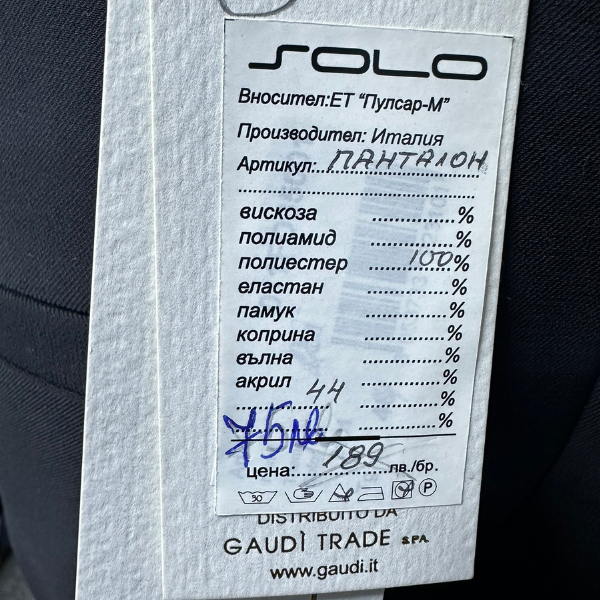 SOLO
Вносител:ЕТ "Пулсар-М"
Производител: Италия
Артикул:..ПАНТАЛОН
вискоза ...............%
полиамид ...............%
полиестер .......100%
еластан ...............%
памук ...............%
коприна ...............%
вълна ...............%
акрил ...............%
44 ...............%
...............%
75лв
цена:.....189.....лв./бр.
30 P
DISTRIBUITO DA
GAUDÌ TRADE S.P.A.
www.gaudi.it